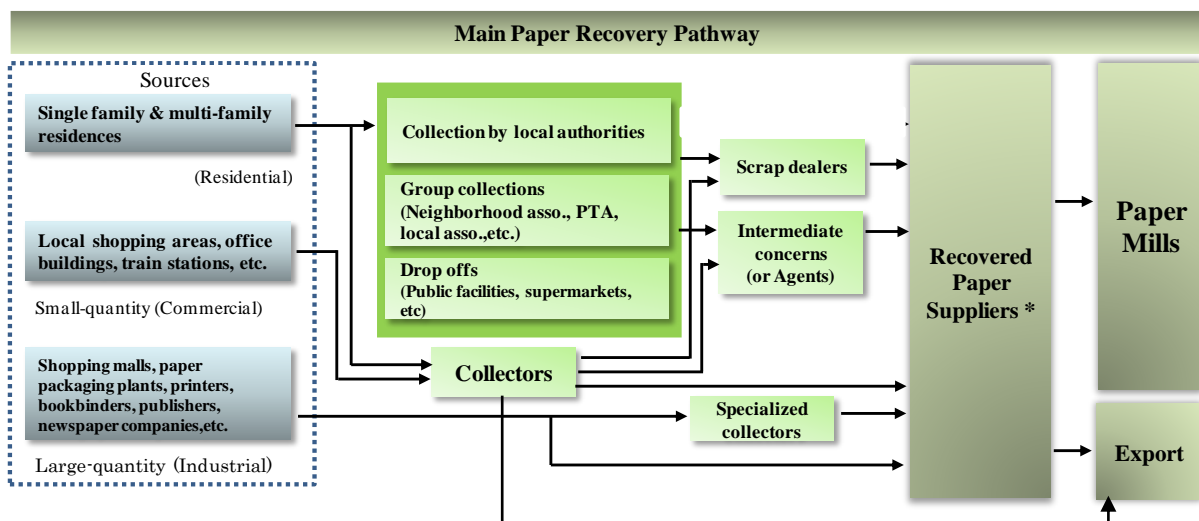 Main Paper Recovery Pathway
Sources
Single family & multi-family
residences
(Residential)
Local shopping areas, office
buildings, train stations, etc.
Small-quantity (Commercial)
Shopping malls, paper
packaging plants, printers,
bookbinders, publishers,
newspaper companies,etc.
Large-quantity (Industrial)
Collection by local authorities
Group collections
(Neighborhood asso., PTA,
local asso.,etc.)
Drop offs
(Public facilities, supermarkets,
etc)
Collectors
Scrap dealers
Intermediate
concerns
(or Agents)
Specialized
collectors
Recovered
Paper
Suppliers *
Paper
Mills
Export